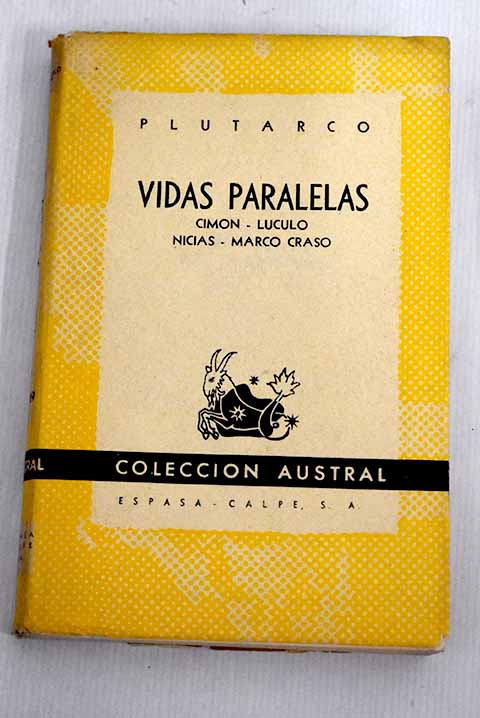 PLUTARCO
VIDAS PARALELAS
CIMON - LUCULO
NICIAS - MARCO CRASO
COLECCION AUSTRAL
ESPASA - CALPE, S. A.